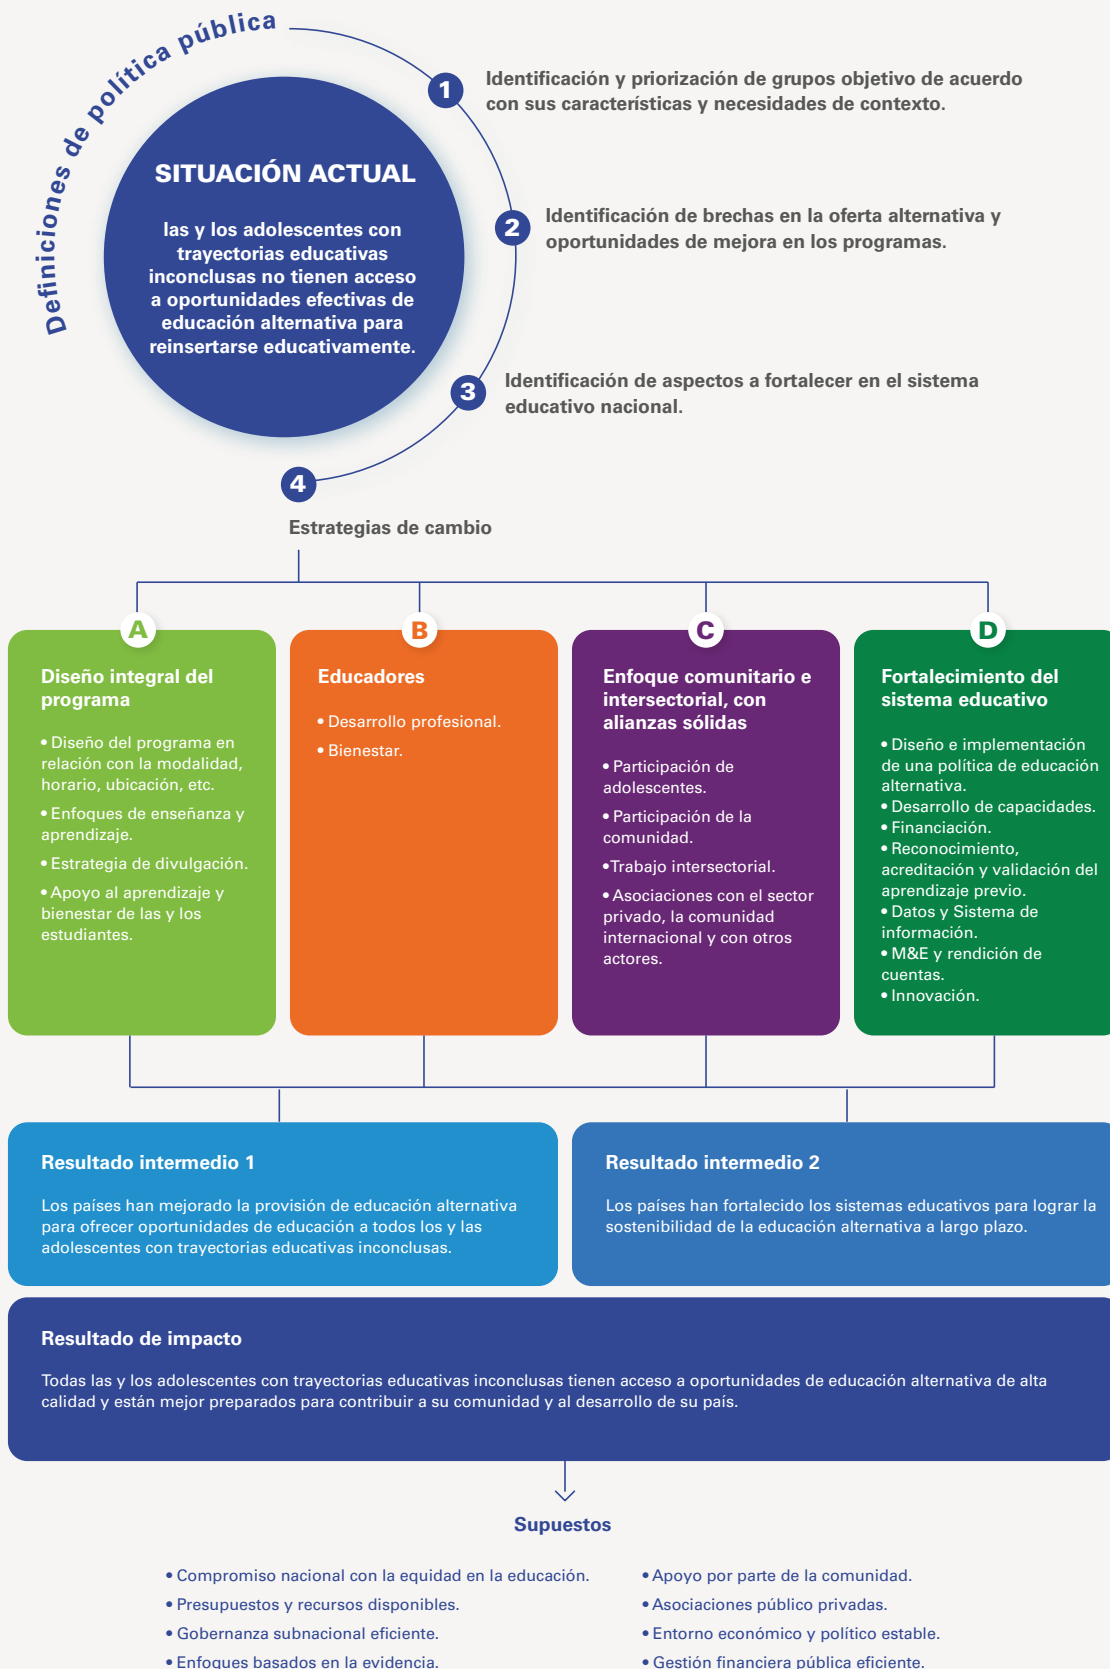 Definiciones de política pública
SITUACIÓN ACTUAL
las y los adolescentes con
trayectorias educativas
inconclusas no tienen acceso
a oportunidades efectivas de
educación alternativa para
reinsertarse educativamente.
1
Identificación y priorización de grupos objetivo de acuerdo
con sus características y necesidades de contexto.
2
Identificación de brechas en la oferta alternativa y
oportunidades de mejora en los programas.
3
Identificación de aspectos a fortalecer en el sistema
educativo nacional.
4
Estrategias de cambio
A
Diseño integral del
programa
• Diseño del programa en
relación con la modalidad,
horario, ubicación, etc.
• Enfoques de enseñanza y
aprendizaje.
• Estrategia de divulgación.
• Apoyo al aprendizaje y
bienestar de las y los
estudiantes.
B
Educadores
• Desarrollo profesional.
• Bienestar.
C
Enfoque comunitario e
intersectorial, con
alianzas sólidas
• Participación de
adolescentes.
• Participación de la
comunidad.
•Trabajo intersectorial.
• Asociaciones con el sector
privado, la comunidad
internacional y con otros
actores.
D
Fortalecimiento del
sistema educativo
• Diseño e implementación
de una política de educación
alternativa.
• Desarrollo de capacidades.
• Financiación.
• Reconocimiento,
acreditación y validación del
aprendizaje previo.
• Datos y Sistema de
información.
• M&E y rendición de
cuentas.
• Innovación.
Resultado intermedio 1
Los países han mejorado la provisión de educación alternativa
para ofrecer oportunidades de educación a todos los y las
adolescentes con trayectorias educativas inconclusas.
Resultado intermedio 2
Los países han fortalecido los sistemas educativos para lograr la
sostenibilidad de la educación alternativa a largo plazo.
Resultado de impacto
Todas las y los adolescentes con trayectorias educativas inconclusas tienen acceso a oportunidades de educación alternativa de alta
calidad y están mejor preparados para contribuir a su comunidad y al desarrollo de su país.
Supuestos
• Compromiso nacional con la equidad en la educación.
• Presupuestos y recursos disponibles.
• Gobernanza subnacional eficiente.
• Enfoques basados en la evidencia.
• Apoyo por parte de la comunidad.
• Asociaciones público privadas.
• Entorno económico y político estable.
• Gestión financiera pública eficiente.